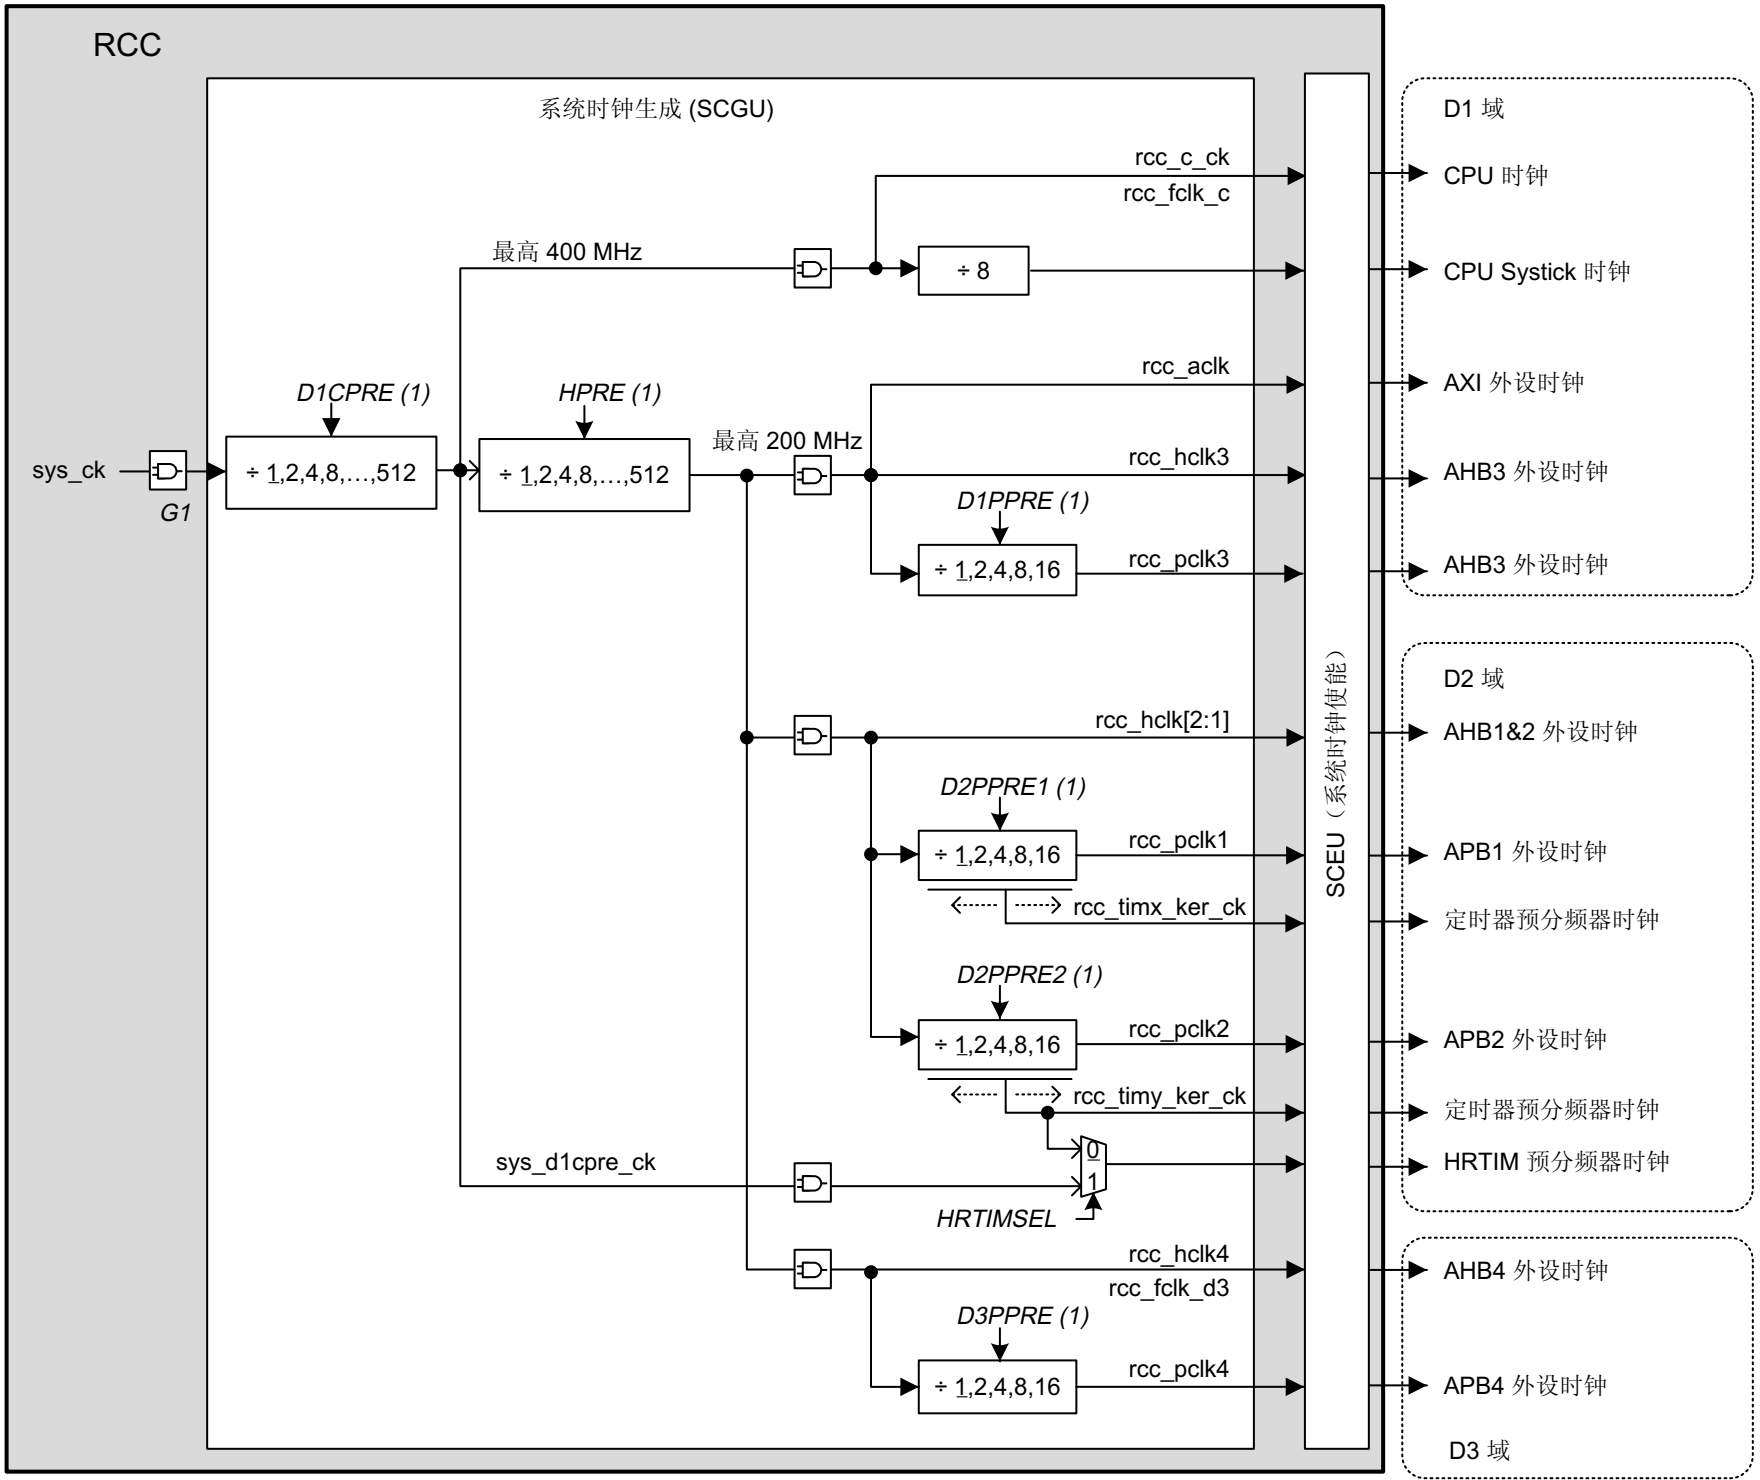 RCC
系统时钟生成 (SCGU)
D1 域
rcc_c_ck
CPU 时钟
rcc_fclk_c
最高 400 MHz
÷ 8
CPU Systick 时钟
rcc_aclk
AXI 外设时钟
D1CPRE (1)
HPRE (1)
最高 200 MHz
rcc_hclk3
AHB3 外设时钟
sys_ck
÷ 1,2,4,8,…,512
÷ 1,2,4,8,…,512
G1
D1PPRE (1)
÷ 1,2,4,8,16
rcc_pclk3
AHB3 外设时钟
SCEU（系统时钟使能）
D2 域
rcc_hclk[2:1]
AHB1&2 外设时钟
D2PPRE1 (1)
÷ 1,2,4,8,16
rcc_pclk1
APB1 外设时钟
rcc_timx_ker_ck
定时器预分频器时钟
D2PPRE2 (1)
÷ 1,2,4,8,16
rcc_pclk2
APB2 外设时钟
rcc_timy_ker_ck
定时器预分频器时钟
0
sys_d1cpre_ck
HRTIM 预分频器时钟
1
HRTIMSEL
rcc_hclk4
AHB4 外设时钟
rcc_fclk_d3
D3PPRE (1)
÷ 1,2,4,8,16
rcc_pclk4
APB4 外设时钟
D3 域